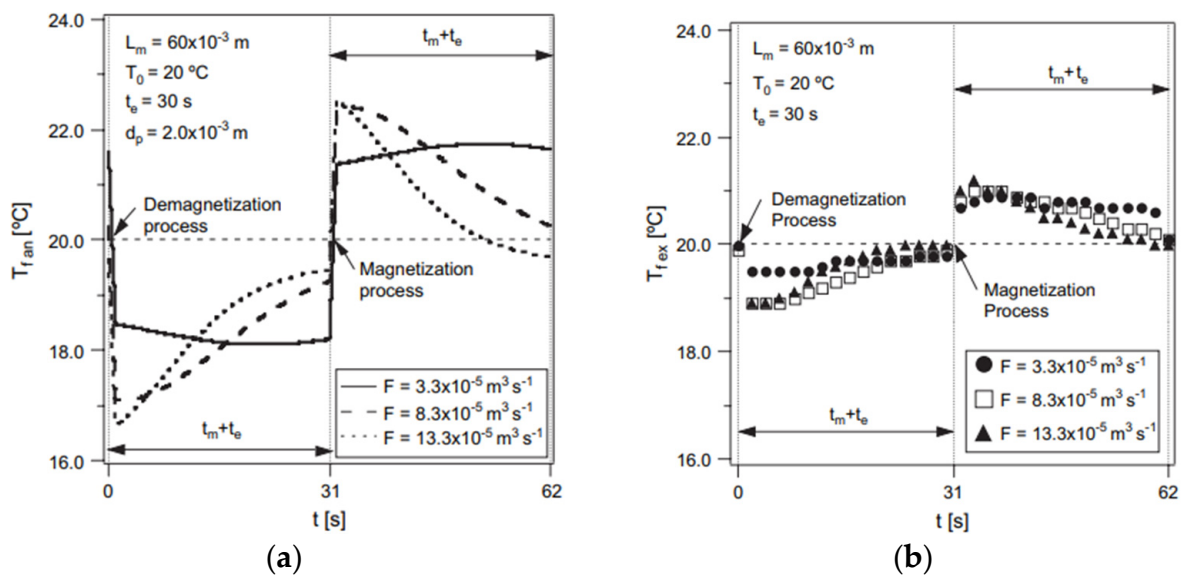 24.0
22.0
20.0
18.0
16.0
T_f an [ºC]
L_m = 60x10^-3 m
T_0 = 20 ºC
t_e = 30 s
d_p = 2.0x10^-3 m
t_m+t_e
Demagnetization
process
Magnetization
process
F = 3.3x10^-5 m^3 s^-1
F = 8.3x10^-5 m^3 s^-1
F = 13.3x10^-5 m^3 s^-1
t_m+t_e
0
31
62
t [s]
(a)
24.0
22.0
20.0
18.0
16.0
T_f ex [ºC]
L_m = 60x10^-3 m
T_0 = 20 ºC
t_e = 30 s
t_m+t_e
Demagnetization
Process
Magnetization
Process
F = 3.3x10^-5 m^3 s^-1
F = 8.3x10^-5 m^3 s^-1
F = 13.3x10^-5 m^3 s^-1
t_m+t_e
0
31
62
t [s]
(b)